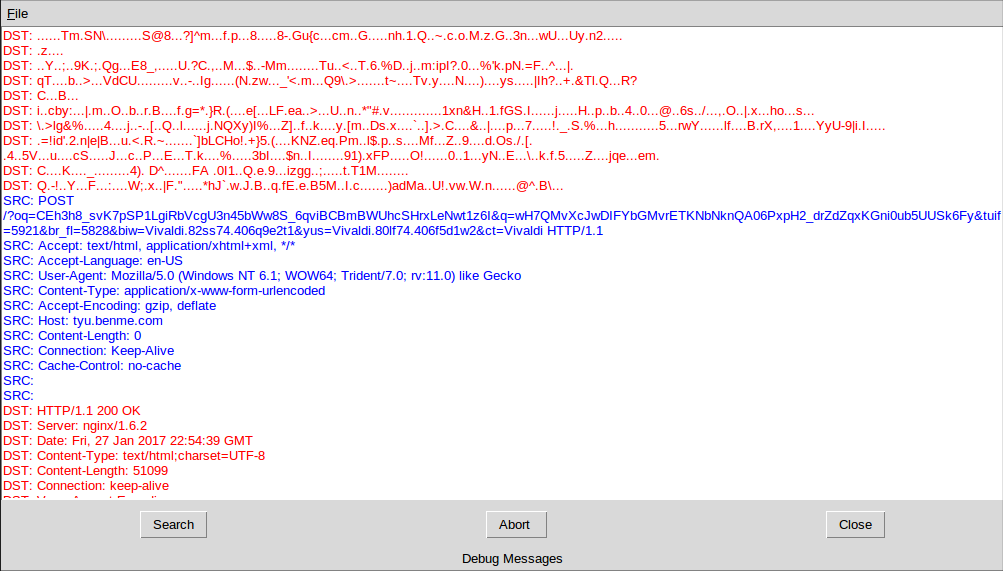 File
DST: ......Tm.SN\.........S@8...?]^m...f.p...8.....8-.Gu{c...cm..G.....nh.1.Q..~.c.o.M.z.G..3n...wU...Uy.n2.....
DST: .z....
DST: ..Y..;..9K.;.Qg...E8_,.....U.?C.,..M...$..-Mm........Tu..<..T.6.%D..j..m:ipI?.0...%'k.pN.=F..^...|.
DST: qT....b..>...VdCU.........v..-..Ig......(N.zw..._'<.m...Q9\.>.......t~....Tv.y....N....)....ys.....|Ih?..+.&Tl.Q...R?
DST: C...B...
DST: i..cby:...|.m.,O..b..r.B....f.g=*.}R.(....e[...LF.ea..>...U..n..*"#.v.............1xn&H..1.fGS.I......j.....H..p..b..4..0...@..6s../....,O..|.x...ho...s...
DST: \.>Ig&%.....4....j..-..[..Q..I......j.NQXy)I%...Z]..f..k....y.[m..Ds.x....`..].>.C....&..|....p...7.....!._.S.%...h...........5...rwY......If....B.rX,....1....YyU-9|i.I.....
DST: .=!id'.2.n|e|B...u.<.R.~.......`]bLCHo!.+}5.(....KNZ.eq.Pm..I$.p..s....Mf...Z..9....d.Os./.[.
.4..5V...u....cS.....J...c..P...E...T.k....%.....3bI....$n..I........91).xFP.....O!......0..1...yN..E...\..k.f.5.....Z....jqe...em.
DST: C....K...._.........4). D^.......FA .0I1..Q.e.9...izgg..;.....t.T1M........
DST: Q.-!..Y...F...:....W;.x..|F.".....*hJ`.w.J.B..q.fE.e.B5M..I.c.......)adMa..U!.vw.W.n......@^.B\...
SRC: POST
/?oq=CEh3h8_svK7pSP1LgiRbVcgU3n45bWw8S_6qviBCBmBWUhcSHrxLeNwt1z6I&q=wH7QMvXcJwDIFYbGMvrETKNbNknQA06PxpH2_drZdZqxKGni0ub5UUSk6Fy&tuif
=5921&br_fl=5828&biw=Vivaldi.82ss74.406q9e2t1&yus=Vivaldi.80lf74.406f5d1w2&ct=Vivaldi HTTP/1.1
SRC: Accept: text/html, application/xhtml+xml, */*
SRC: Accept-Language: en-US
SRC: User-Agent: Mozilla/5.0 (Windows NT 6.1; WOW64; Trident/7.0; rv:11.0) like Gecko
SRC: Content-Type: application/x-www-form-urlencoded
SRC: Accept-Encoding: gzip, deflate
SRC: Host: tyu.benme.com
SRC: Content-Length: 0
SRC: Connection: Keep-Alive
SRC: Cache-Control: no-cache
SRC:
SRC:
DST: HTTP/1.1 200 OK
DST: Server: nginx/1.6.2
DST: Date: Fri, 27 Jan 2017 22:54:39 GMT
DST: Content-Type: text/html;charset=UTF-8
DST: Content-Length: 51099
DST: Connection: keep-alive
Search Abort Close
Debug Messages